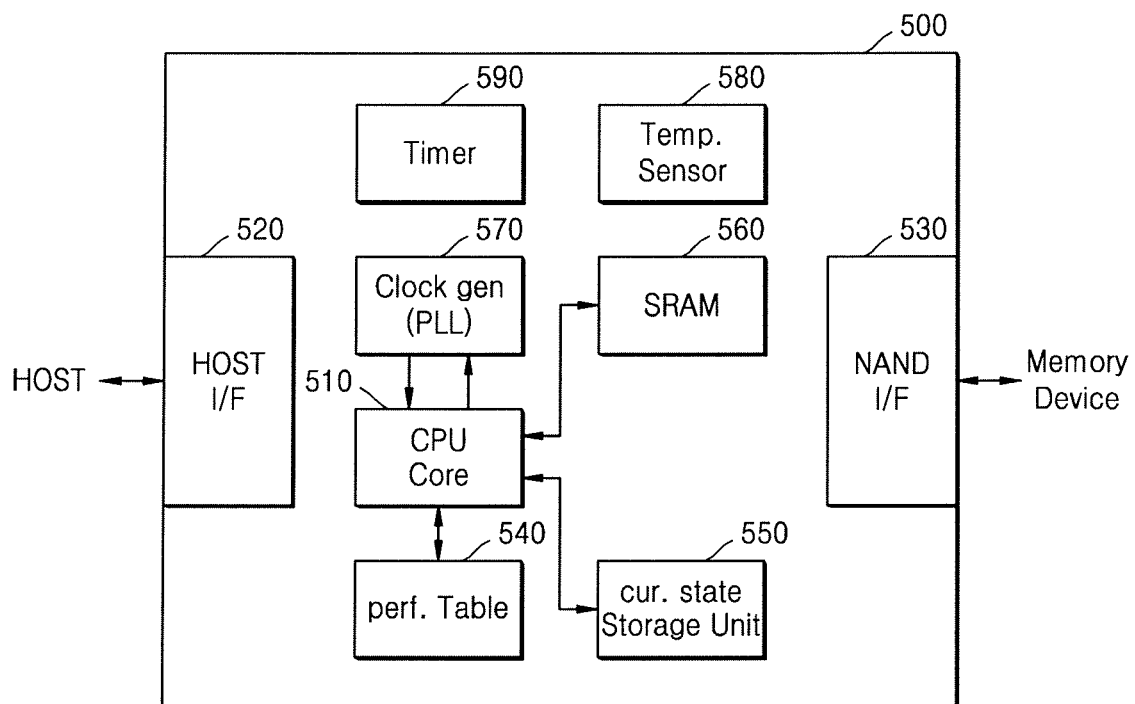 500
590
Timer
580
Temp.
Sensor
520
HOST
I/F
570
Clock gen
(PLL)
560
SRAM
530
NAND
I/F
HOST
Memory
Device
510
CPU
Core
540
perf. Table
550
cur. state
Storage Unit